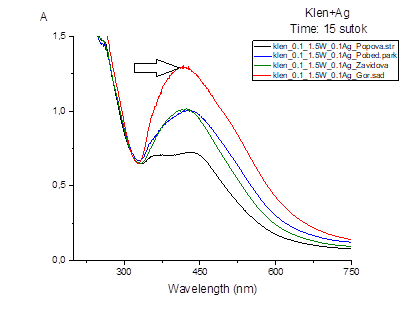 Klen+Ag
Time: 15 sutok
A
klen_0.1_1.5W_0.1Ag_Popova.str
klen_0.1_1.5W_0.1Ag_Pobed.park
klen_0.1_1.5W_0.1Ag_Zavidova
klen_0.1_1.5W_0.1Ag_Gor.sad
1,5
1,0
0,5
0,0
300 450 600 750
Wavelength (nm)